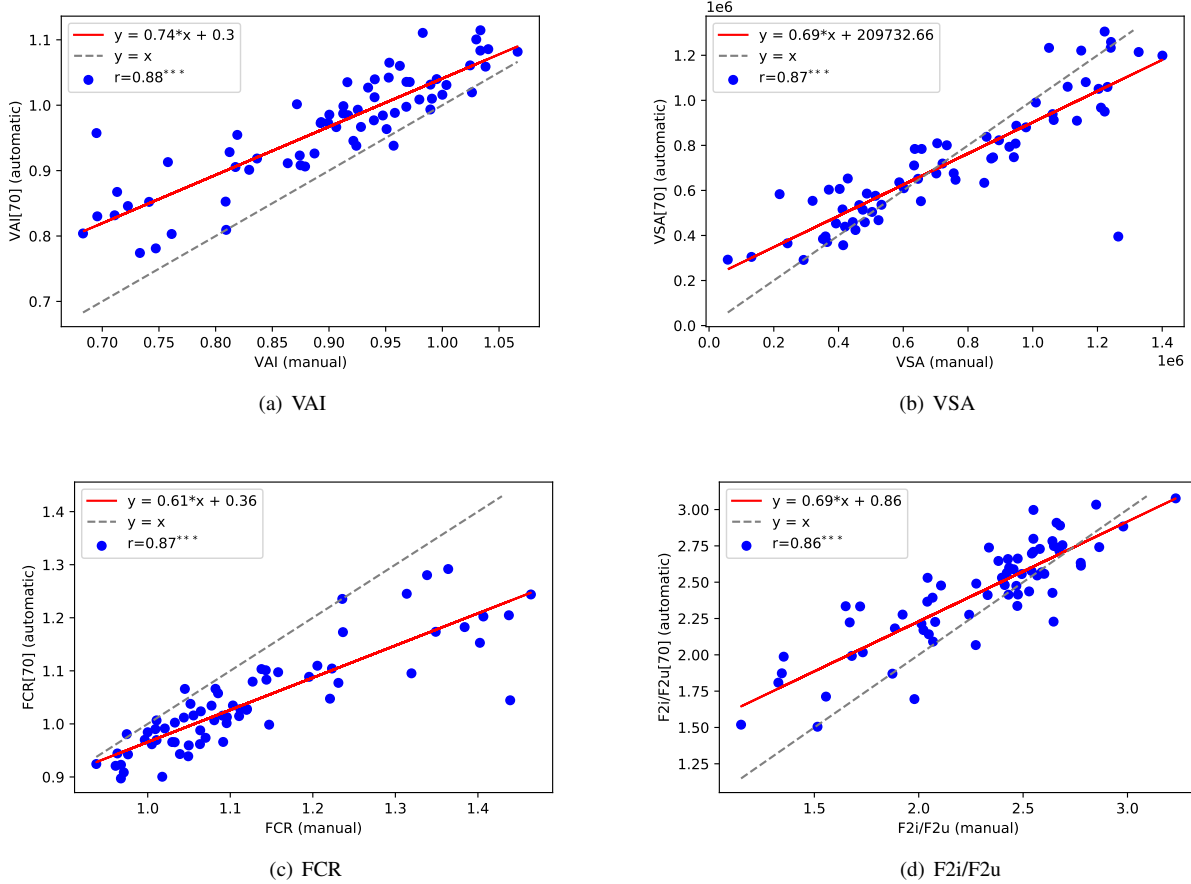 y = 0.74*x + 0.3
y = x
r=0.88***
1.1
1.0
0.9
0.8
0.7
VAI[70] (automatic)
0.70 0.75 0.80 0.85 0.90 0.95 1.00 1.05
VAI (manual)
(a) VAI
1e6
y = 0.69*x + 209732.66
y = x
r=0.87***
1.2
1.0
0.8
0.6
0.4
0.2
0.0
VSA[70] (automatic)
0.0 0.2 0.4 0.6 0.8 1.0 1.2 1.4
1e6
VSA (manual)
(b) VSA
y = 0.61*x + 0.36
y = x
r=0.87***
1.4
1.3
1.2
1.1
1.0
0.9
FCR[70] (automatic)
1.0 1.1 1.2 1.3 1.4
FCR (manual)
(c) FCR
y = 0.69*x + 0.86
y = x
r=0.86***
3.00
2.75
2.50
2.25
2.00
1.75
1.50
1.25
F2i/F2u[70] (automatic)
1.5 2.0 2.5 3.0
F2i/F2u (manual)
(d) F2i/F2u